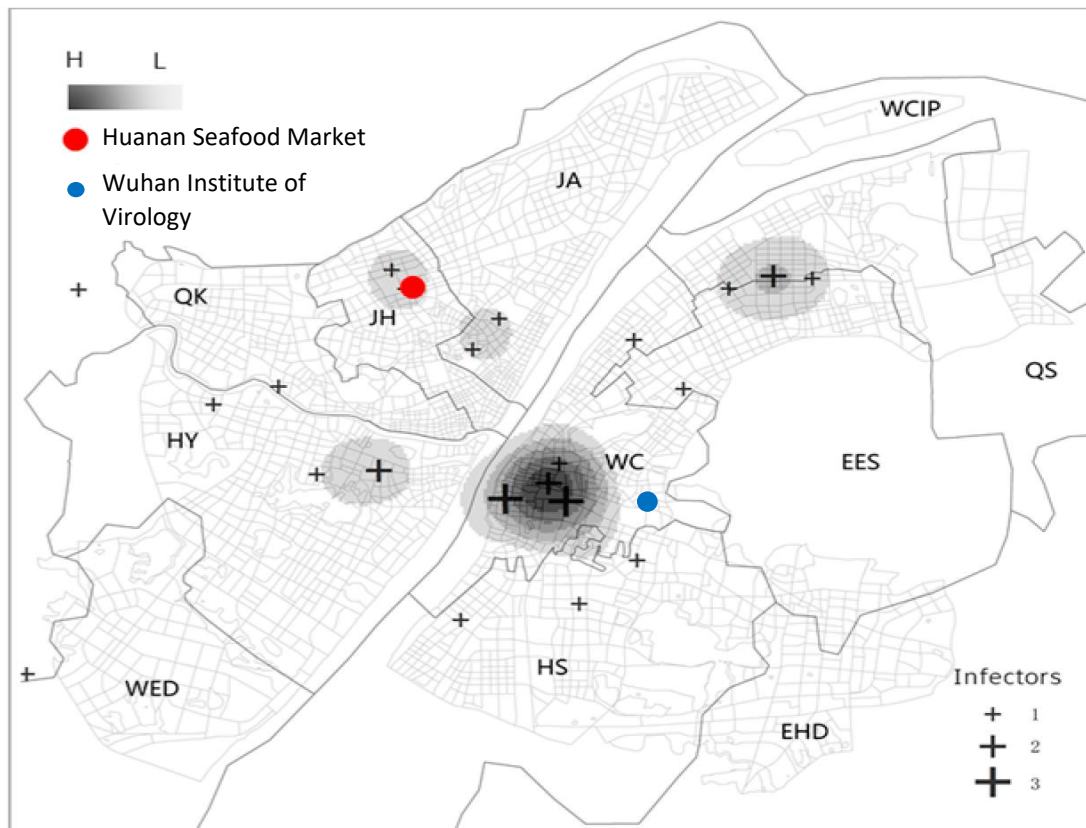 H L
Huanan Seafood Market
Wuhan Institute of
Virology
WCIP
JA
QK
JH
QS
HY
WC
EES
WED
HS
EHD
Infectors
1
2
3